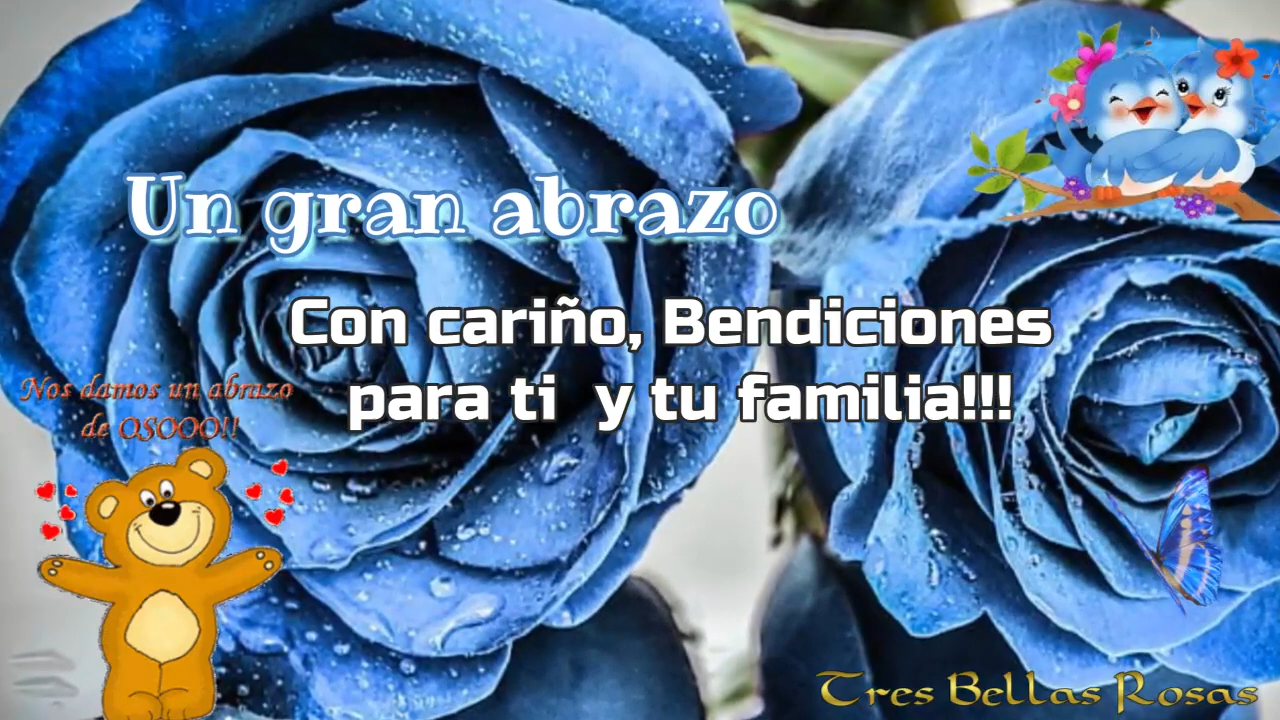 Un gran abrazo
Con cariño, Bendiciones
para ti y tu familia!!!
Nos damos un abrazo
de OSOOO!!
Tres Bellas Rosas